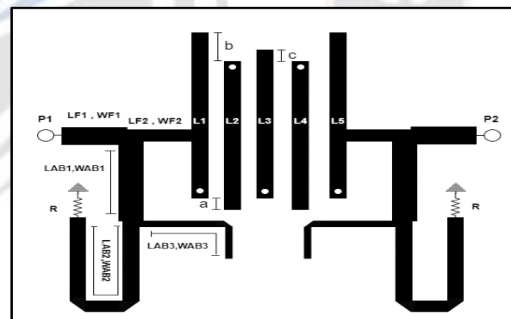 b
c
P1
LF1 , WF1
LF2 , WF2
L1
L2
L3
L4
L5
P2
LAB1,WAB1
R
R
a
LAB2,WAB2
LAB3,WAB3